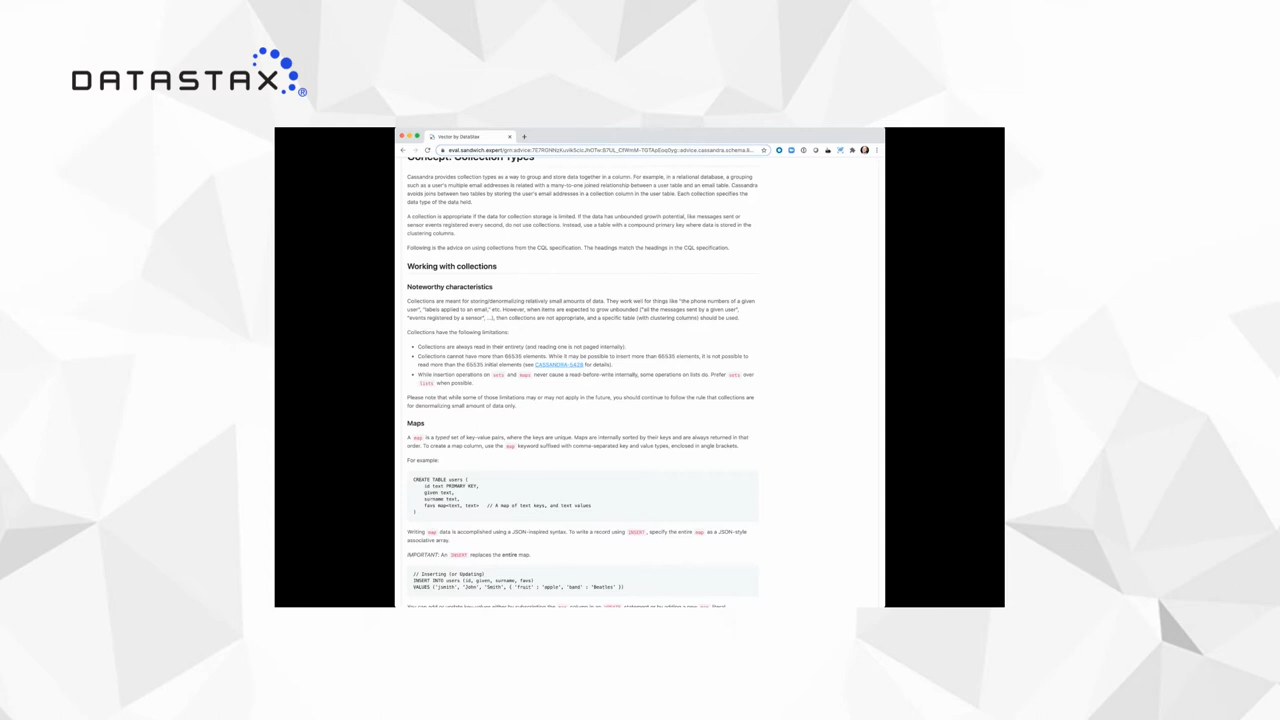 DATASTAX®
Vector by DataStax
Concept: Collection Types
Cassandra provides collection types as a way to group and store data together in a column. For example, in a relational database, a grouping
such as a user's multiple email addresses is related with a many-to-one joined relationship between a user table and an email table. Cassandra
avoids joins between two tables by storing the user's email addresses in a collection column in the user table. Each collection specifies the
data type of the data held.
A collection is appropriate if the data for collection storage is limited. If the data has unbounded growth potential, like messages sent or
sensor events registered every second, do not use collections. Instead, use a table with a compound primary key where data is stored in the
clustering columns.
Following is the advice on using collections from the CQL specification. The headings match the headings in the CQL specification.
Working with collections
Noteworthy characteristics
Collections are meant for storing/denormalizing relatively small amounts of data. They work well for things like "the phone numbers of a given
user", "labels applied to an email," etc. However, when items are expected to grow unbounded ("all the messages sent by a given user",
"events registered by a sensor", ...), then collections are not appropriate, and a specific table (with clustering columns) should be used.
Collections have the following limitations:
• Collections are always read in their entirety (and reading one is not paged internally).
• Collections cannot have more than 65535 elements. While it may be possible to insert more than 65535 elements, it is not possible to
read more than the 65535 initial elements (see CASSANDRA-5428 for details).
• While insertion operations on sets and maps never cause a read-before-write internally, some operations on lists do. Prefer sets over
lists when possible.
Please note that while some of those limitations may or may not apply in the future, you should continue to follow the rule that collections are
for denormalizing small amount of data only.
Maps
A map is a typed set of key-value pairs, where the keys are unique. Maps are internally sorted by their keys and are always returned in that
order. To create a map column, use the map keyword suffixed with comma-separated key and value types, enclosed in angle brackets.
For example:
CREATE TABLE users (
id text PRIMARY KEY,
given text,
surname text,
favs map<text, text> // A map of text keys, and text values
)
Writing map data is accomplished using a JSON-inspired syntax. To write a record using INSERT, specify the entire map as a JSON-style
associative array.
IMPORTANT: An INSERT replaces the entire map.
// Inserting (or Updating)
INSERT INTO users (id, given, surname, favs)
VALUES ('jsmith', 'John', 'Smith', { 'fruit' : 'apple', 'band' : 'Beatles' })